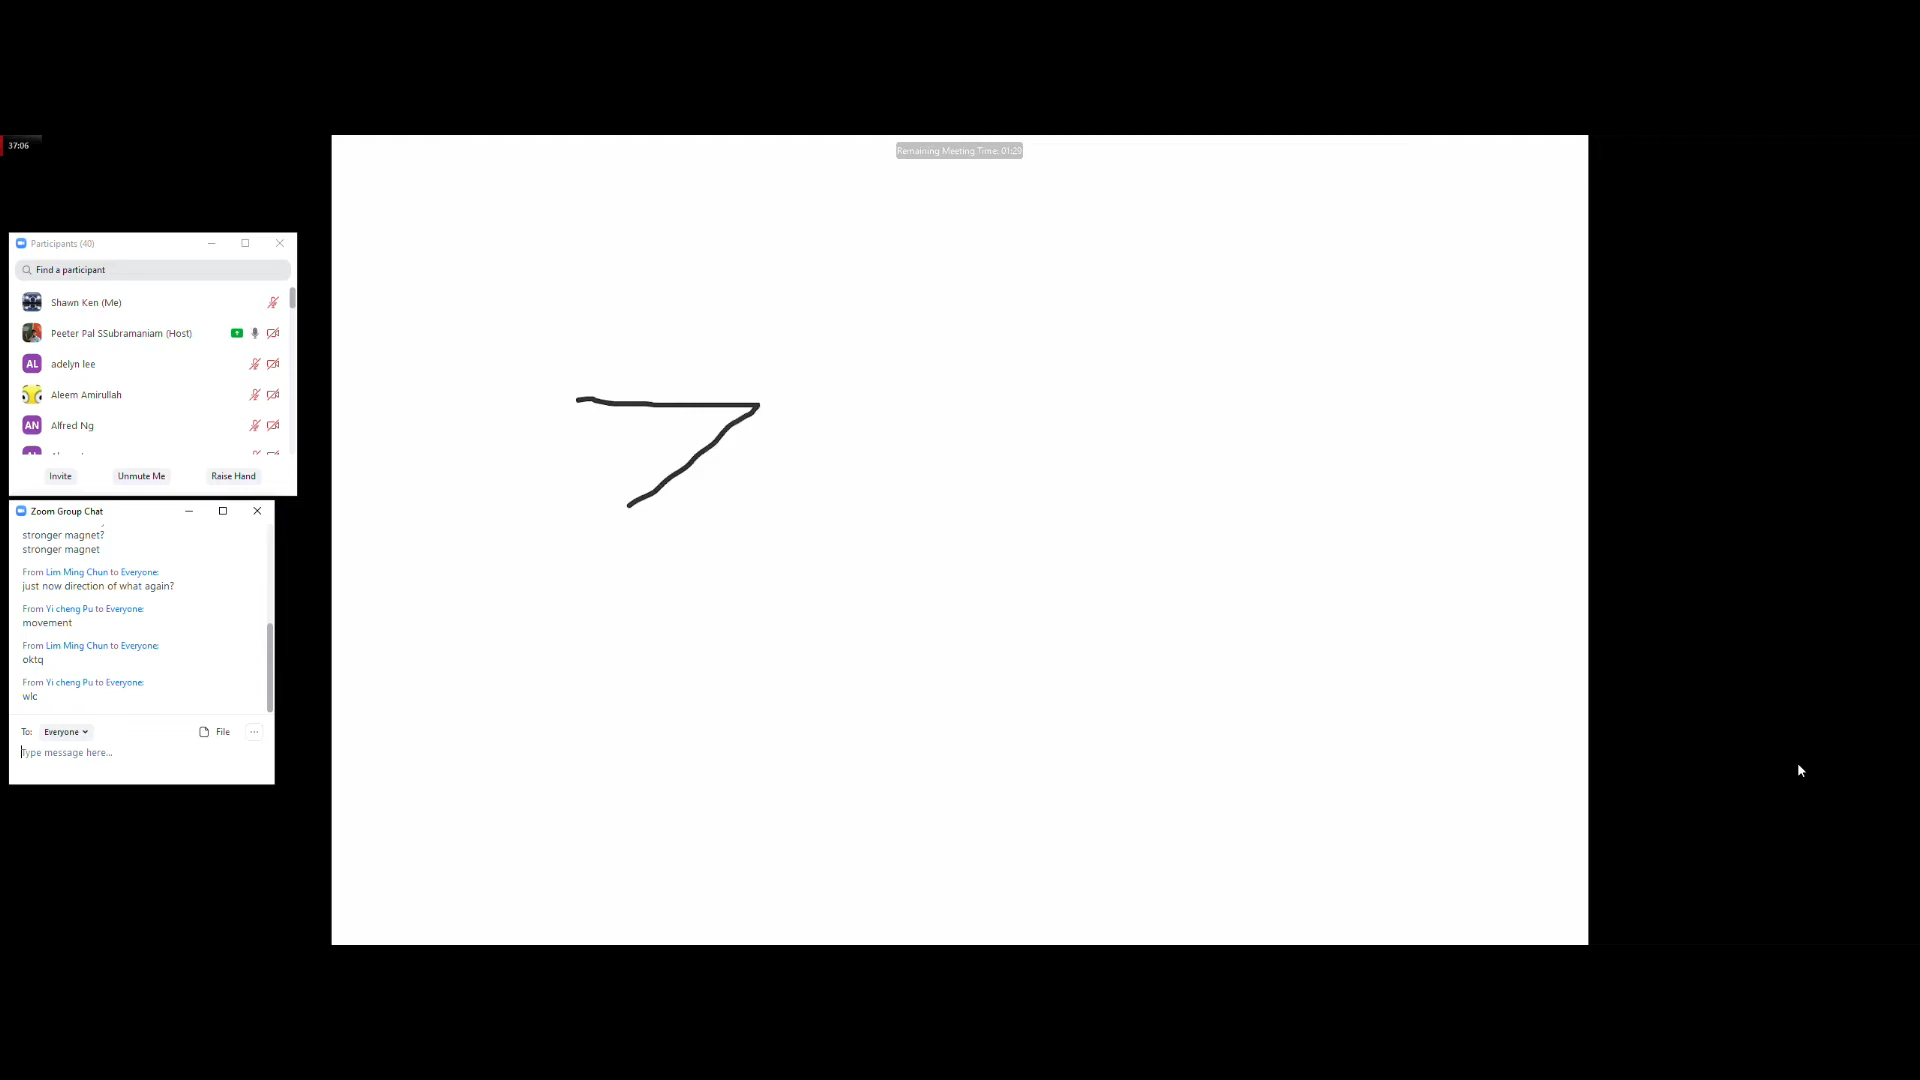 37:06
Remaining Meeting Time: 01:29
Participants (40)
Find a participant
Shawn Ken (Me)
Peeter Pal SSubramaniam (Host)
AL adelyn lee
Aleem Amirullah
AN Alfred Ng
Invite Unmute Me Raise Hand
Zoom Group Chat
stronger magnet?
stronger magnet
From Lim Ming Chun to Everyone:
just now direction of what again?
From Yi cheng Pu to Everyone:
movement
From Lim Ming Chun to Everyone:
oktq
From Yi cheng Pu to Everyone:
wlc
To: Everyone File
Type message here...